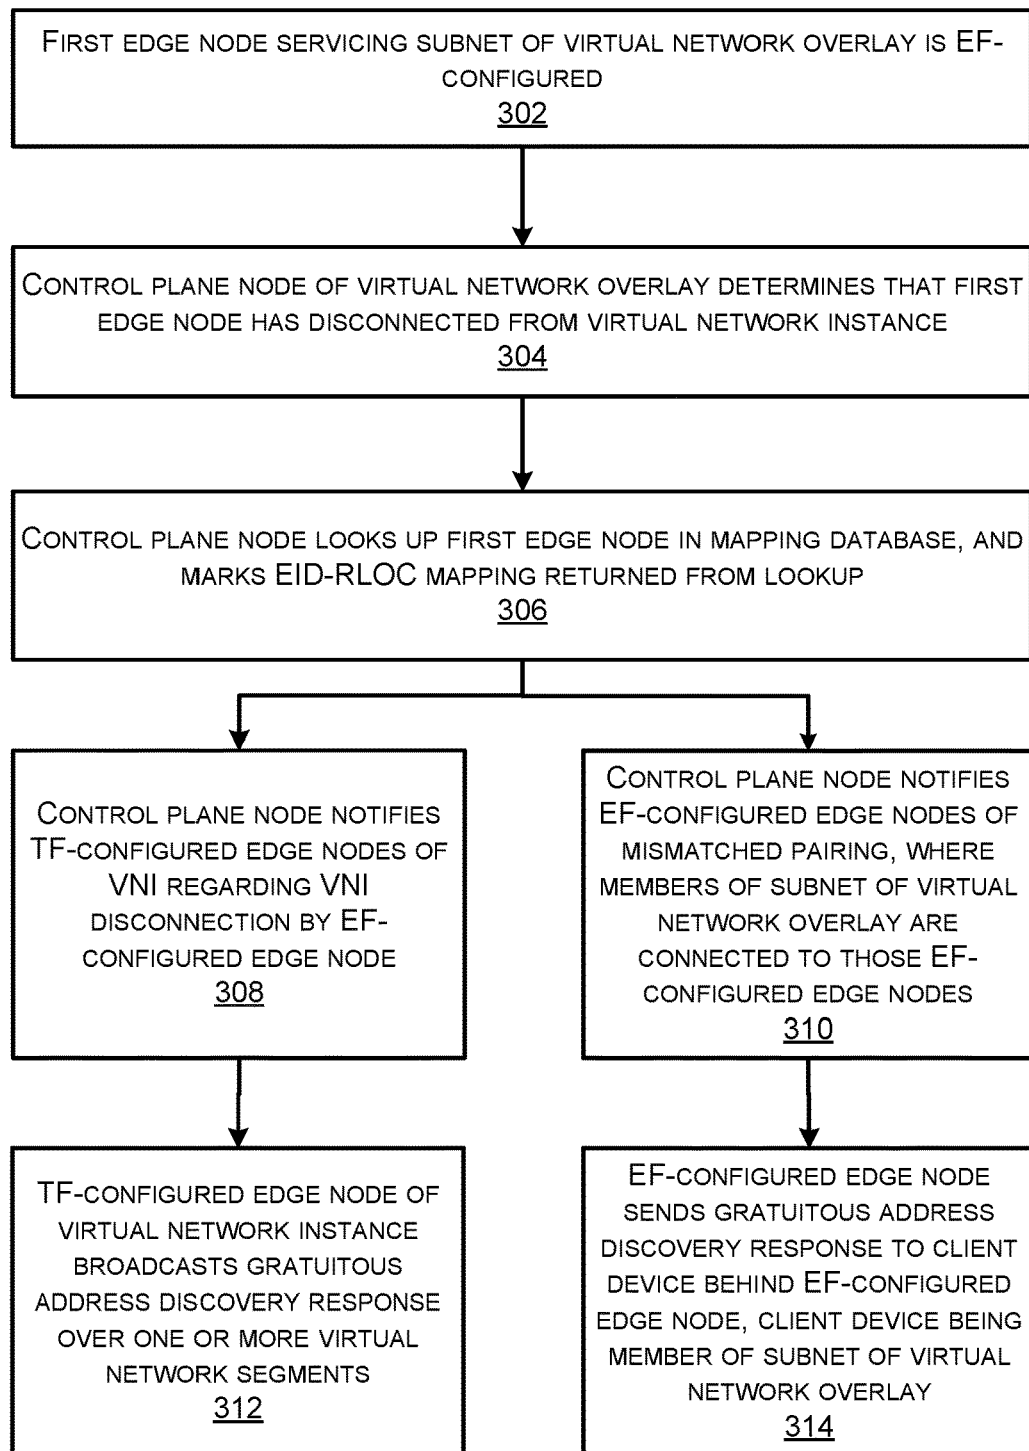 FIRST EDGE NODE SERVICING SUBNET OF VIRTUAL NETWORK OVERLAY IS EF-
CONFIGURED
302
CONTROL PLANE NODE OF VIRTUAL NETWORK OVERLAY DETERMINES THAT FIRST
EDGE NODE HAS DISCONNECTED FROM VIRTUAL NETWORK INSTANCE
304
CONTROL PLANE NODE LOOKS UP FIRST EDGE NODE IN MAPPING DATABASE, AND
MARKS EID-RLOC MAPPING RETURNED FROM LOOKUP
306
CONTROL PLANE NODE NOTIFIES
TF-CONFIGURED EDGE NODES OF
VNI REGARDING VNI
DISCONNECTION BY EF-
CONFIGURED EDGE NODE
308
CONTROL PLANE NODE NOTIFIES
EF-CONFIGURED EDGE NODES OF
MISMATCHED PAIRING, WHERE
MEMBERS OF SUBNET OF VIRTUAL
NETWORK OVERLAY ARE
CONNECTED TO THOSE EF-
CONFIGURED EDGE NODES
310
TF-CONFIGURED EDGE NODE OF
VIRTUAL NETWORK INSTANCE
BROADCASTS GRATUITOUS
ADDRESS DISCOVERY RESPONSE
OVER ONE OR MORE VIRTUAL
NETWORK SEGMENTS
312
EF-CONFIGURED EDGE NODE
SENDS GRATUITOUS ADDRESS
DISCOVERY RESPONSE TO CLIENT
DEVICE BEHIND EF-CONFIGURED
EDGE NODE, CLIENT DEVICE BEING
MEMBER OF SUBNET OF VIRTUAL
NETWORK OVERLAY
314